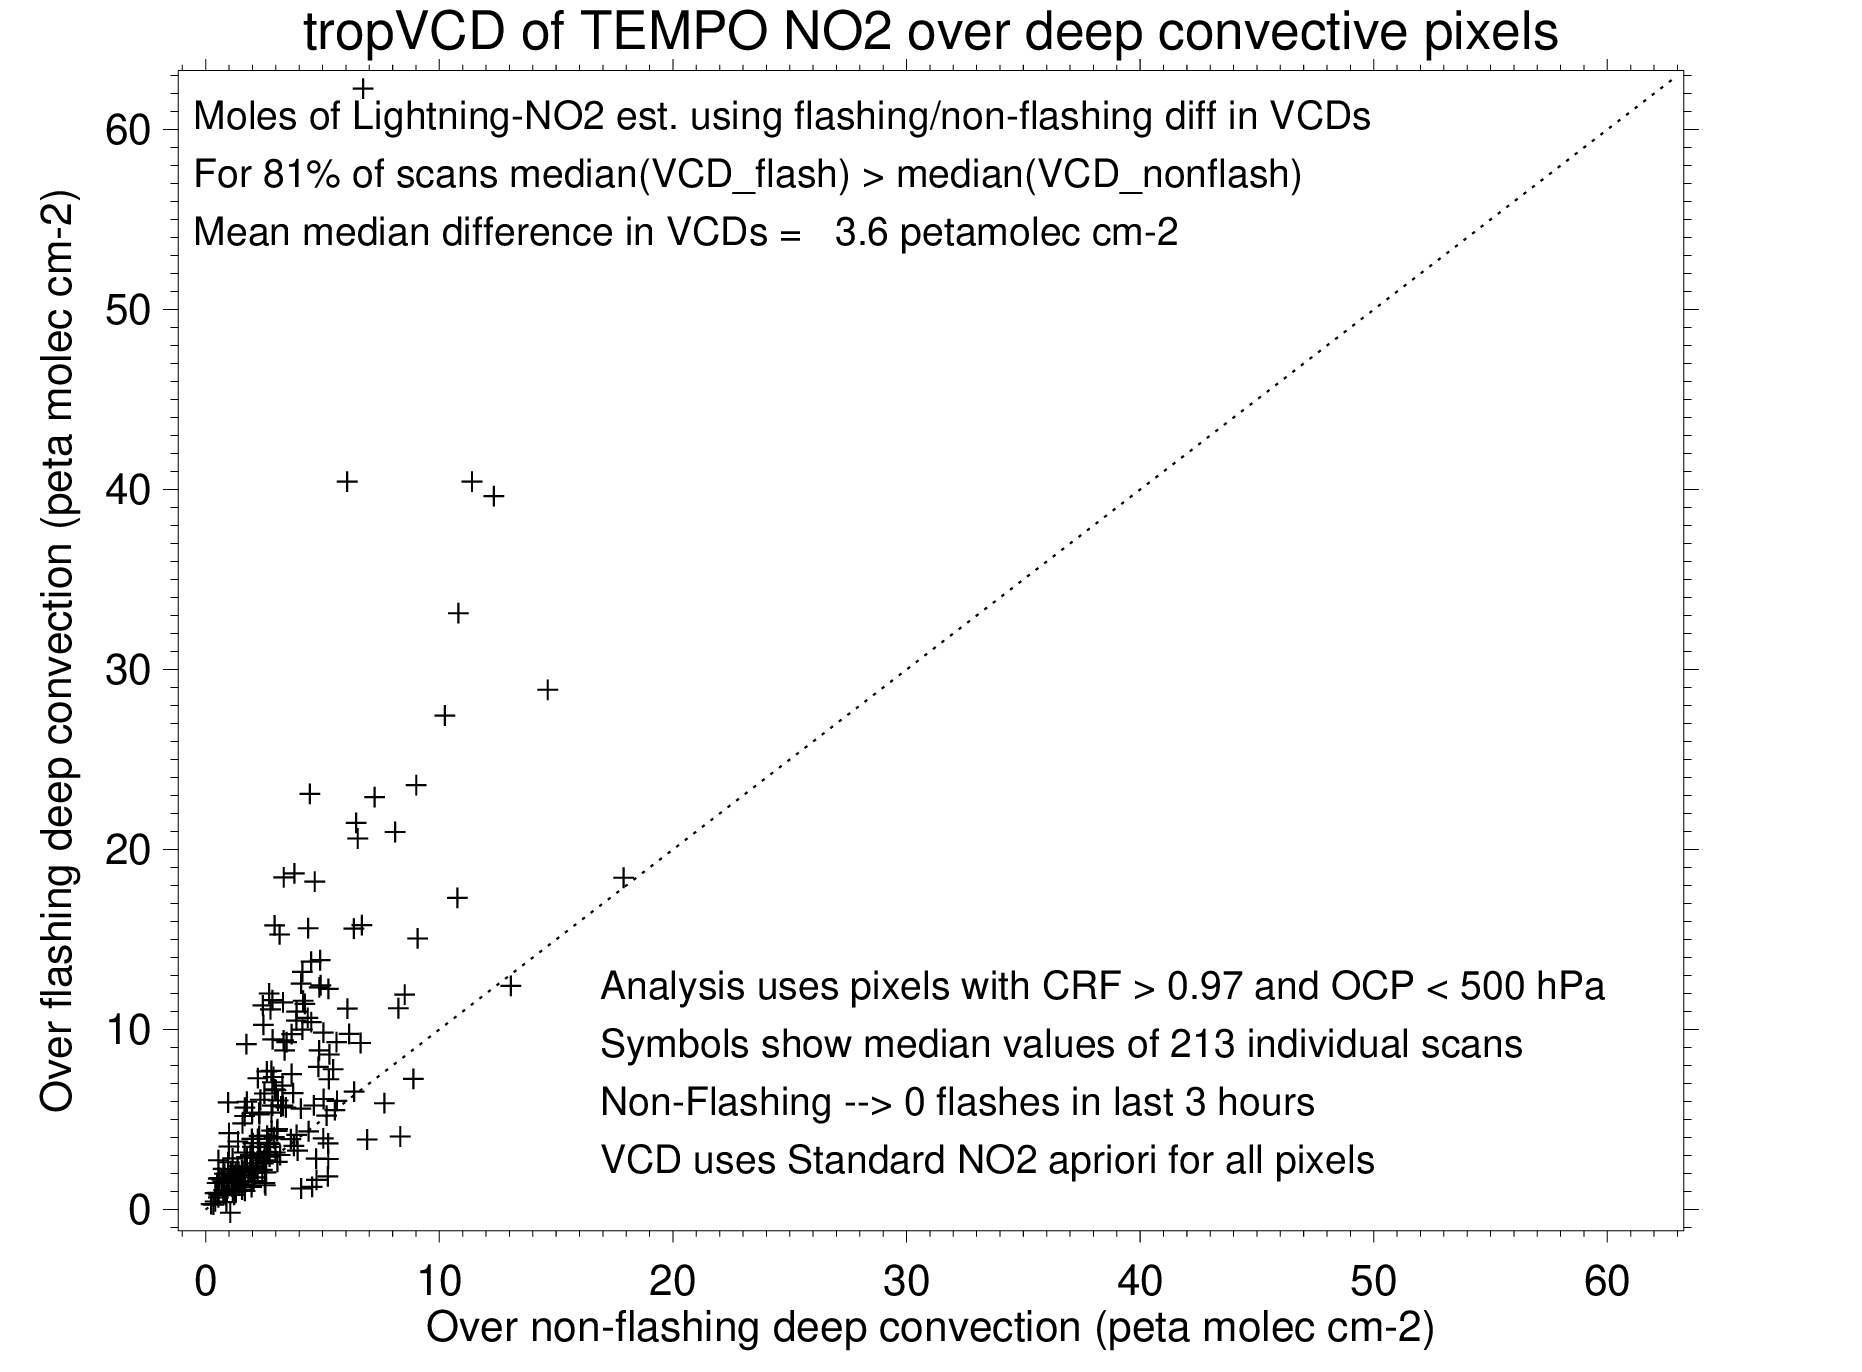 tropVCD of TEMPO NO2 over deep convective pixels
Moles of Lightning-NO2 est. using flashing/non-flashing diff in VCDs
For 81% of scans median(VCD_flash) > median(VCD_nonflash)
Mean median difference in VCDs =   3.6 petamolec cm-2
Over flashing deep convection (peta molec cm-2)
60
50
40
30
20
10
0
Analysis uses pixels with CRF > 0.97 and OCP < 500 hPa
Symbols show median values of 213 individual scans
Non-Flashing --> 0 flashes in last 3 hours
VCD uses Standard NO2 apriori for all pixels
0 10 20 30 40 50 60
Over non-flashing deep convection (peta molec cm-2)